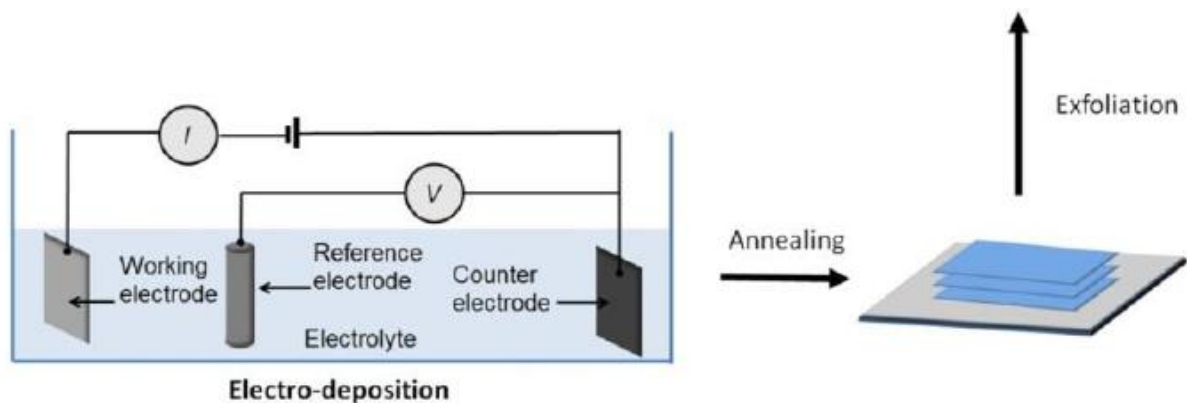 I
V
Working
electrode
Reference
electrode
Counter
electrode
Electrolyte
Electro-deposition
Annealing
Exfoliation